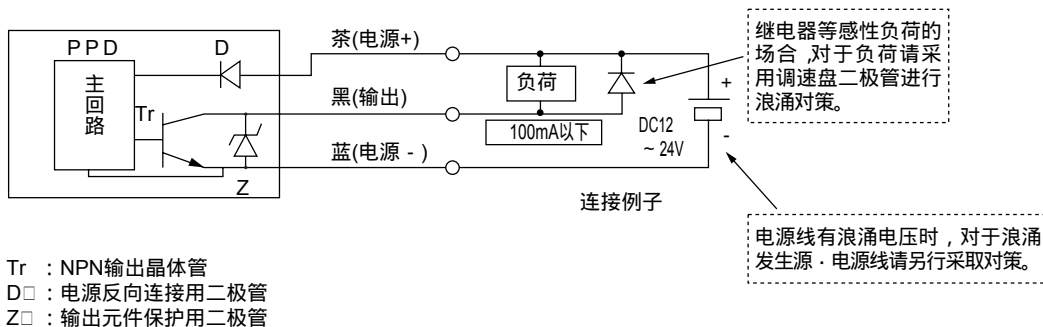 PPD
D
主回路
Tr
Z
茶(电源+)
黑(输出)
蓝(电源 - )
负荷
100mA以下
DC12
~ 24V
+
-
继电器等感性负荷的
场合 ,对于负荷请采
用调速盘二极管进行
浪涌对策。
连接例子
电源线有浪涌电压时 , 对于浪涌
发生源 · 电源线请另行采取对策。
Tr : NPN输出晶体管
D□ : 电源反向连接用二极管
Z□ : 输出元件保护用二极管